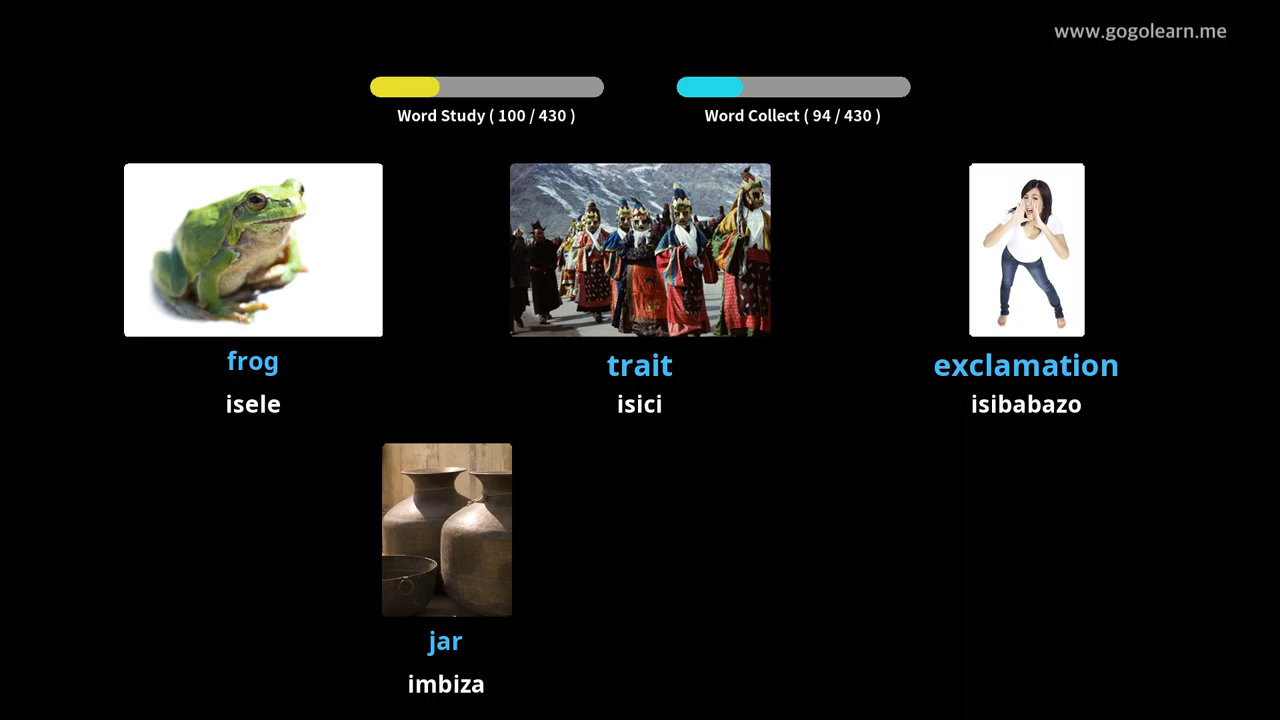 www.gogolearn.me
Word Study ( 100 / 430 )
Word Collect ( 94 / 430 )
frog
isele
trait
isici
exclamation
isibabazo
jar
imbiza